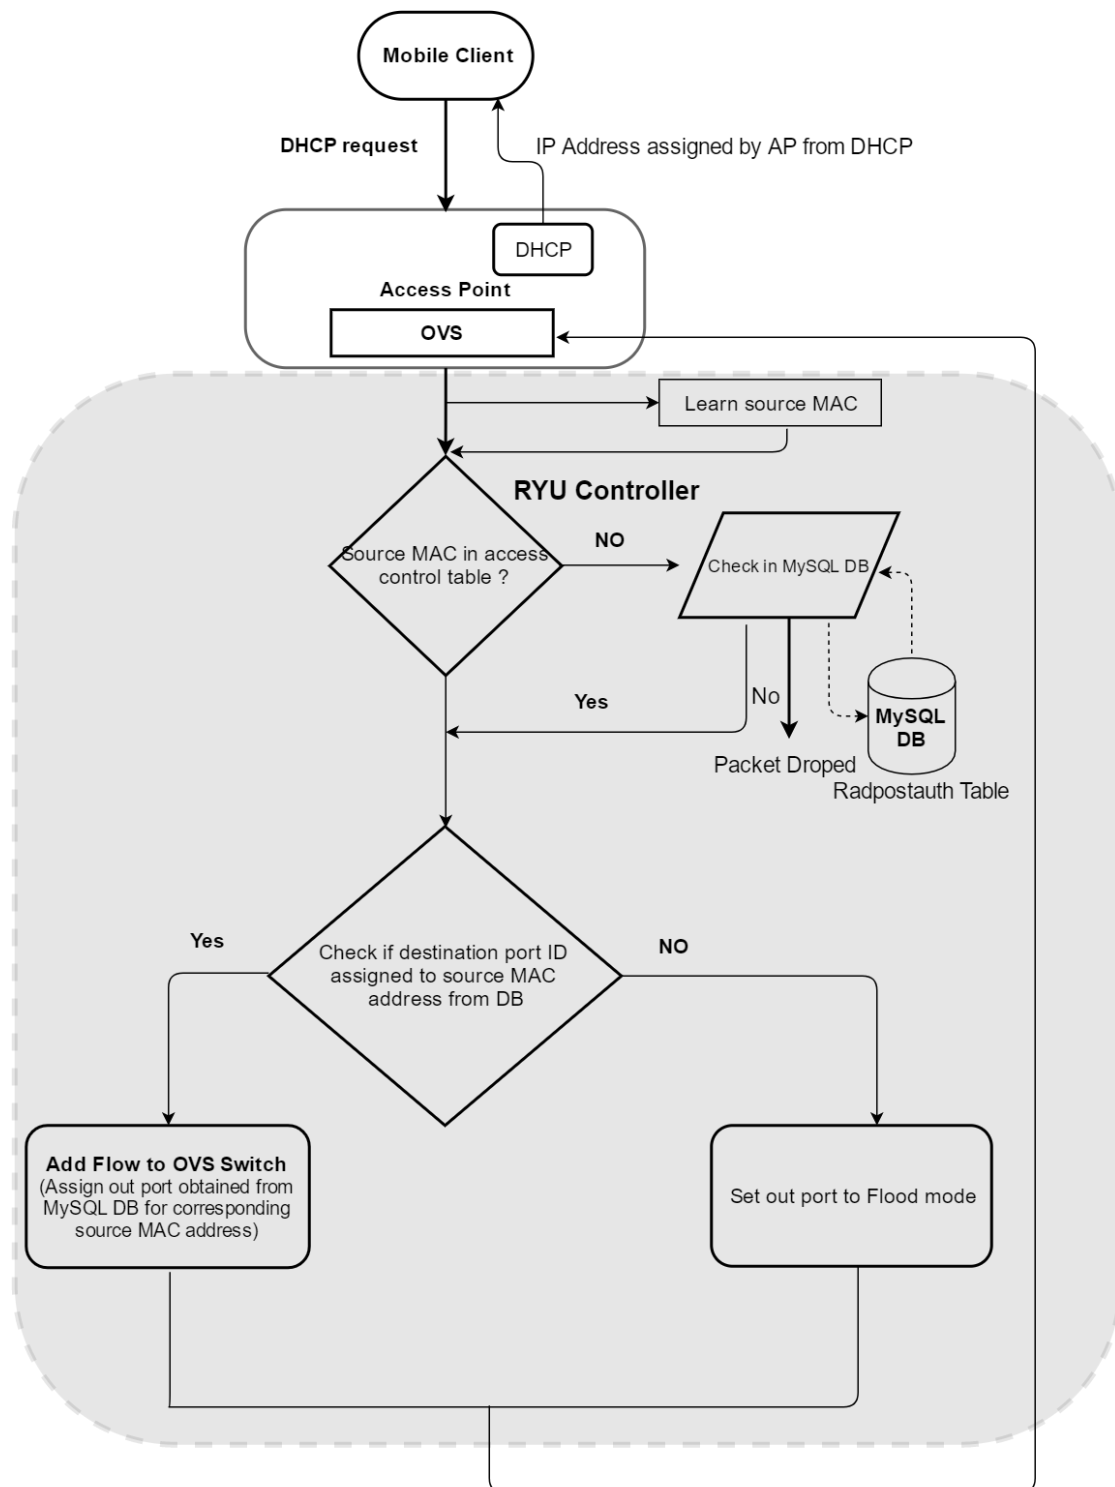 Mobile Client
DHCP request
IP Address assigned by AP from DHCP
DHCP
Access Point
OVS
Learn source MAC
RYU Controller
Source MAC in access
control table ?
NO
Check in MySQL DB
Yes
No
MySQL
DB
Packet Droped
Radpostauth Table
Check if destination port ID
assigned to source MAC
address from DB
Yes
NO
Add Flow to OVS Switch
(Assign out port obtained from
MySQL DB for corresponding
source MAC address)
Set out port to Flood mode